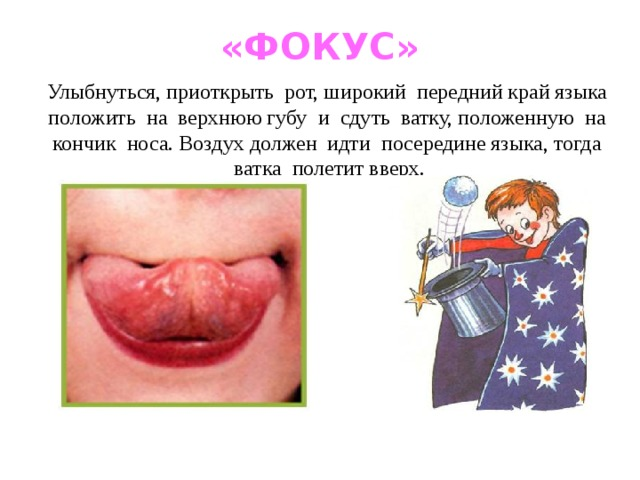 «ФОКУС»
Улыбнуться, приоткрыть рот, широкий передний край языка
положить на верхнюю губу и сдуть ватку, положенную на
кончик носа. Воздух должен идти посередине языка, тогда
ватка полетит вверх.